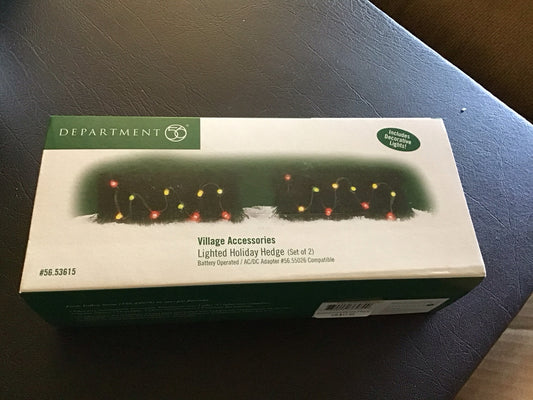 DEPARTMENT 56
Includes
Decorative
Lights!
Village Accessories
Lighted Holiday Hedge (Set of 2)
Battery Operated / AC/DC Adapter #56.55026 Compatible
#56.53615